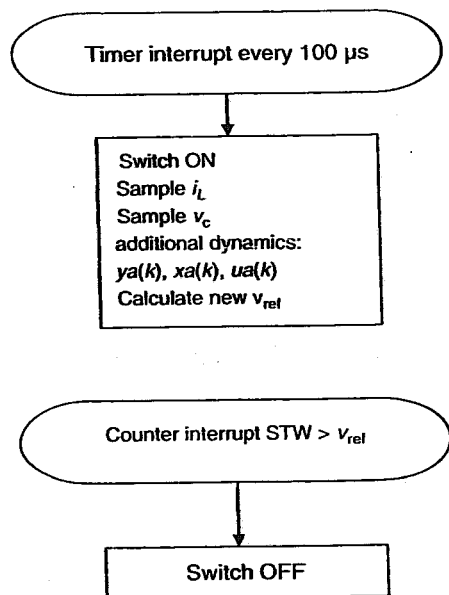 Timer interrupt every 100 µs
Switch ON
Sample i_L
Sample v_c
additional dynamics:
ya(k), xa(k), ua(k)
Calculate new v_ref
Counter interrupt STW > v_ref
Switch OFF